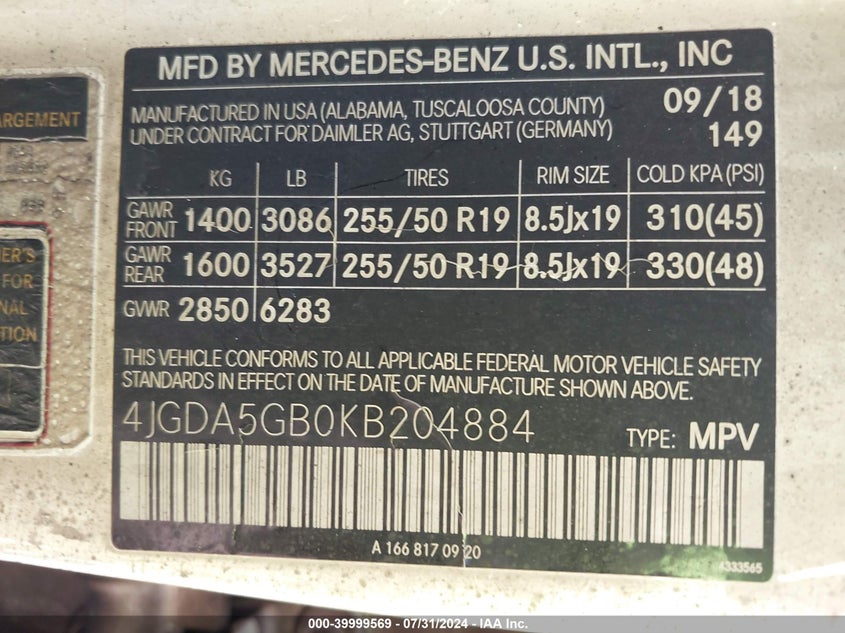 MFD BY MERCEDES-BENZ U.S. INTL., INC
MANUFACTURED IN USA (ALABAMA, TUSCALOOSA COUNTY) 09/18
UNDER CONTRACT FOR DAIMLER AG, STUTTGART (GERMANY) 149
KG LB TIRES RIM SIZE COLD KPA (PSI)
GAWR FRONT 1400 3086 255/50 R19 8.5Jx19 310(45)
GAWR REAR 1600 3527 255/50 R19 8.5Jx19 330(48)
GVWR 2850 6283
THIS VEHICLE CONFORMS TO ALL APPLICABLE FEDERAL MOTOR VEHICLE SAFETY
STANDARDS IN EFFECT ON THE DATE OF MANUFACTURE SHOWN ABOVE.
4JGDA5GB0KB204884 TYPE: MPV
A 166 817 09 20
4333565
ARGEMENT
ER'S
FOR
NAL
TION
000-39999569 - 07/31/2024 - IAA Inc.